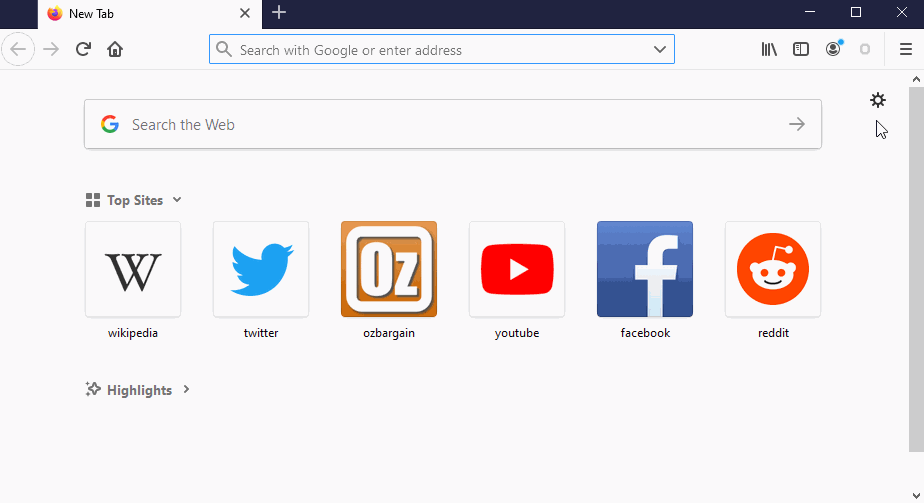 New Tab
Search with Google or enter address
Search the Web
Top Sites
W
Oz
f
wikipedia
twitter
ozbargain
youtube
facebook
reddit
Highlights